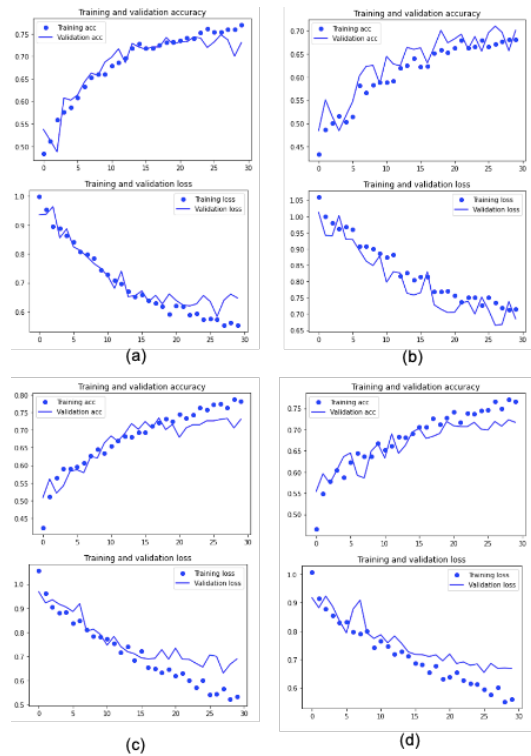 Training and validation accuracy
Training acc
Validation acc
0.75
0.70
0.65
0.60
0.55
0.50
0 5 10 15 20 25 30
Training and validation loss
Training loss
Validation loss
1.0
0.9
0.8
0.7
0.6
0 5 10 15 20 25 30
(a)
Training and validation accuracy
Training acc
Validation acc
0.70
0.65
0.60
0.55
0.50
0.45
0 5 10 15 20 25 30
Training and validation loss
Training loss
Validation loss
1.05
1.00
0.95
0.90
0.85
0.80
0.75
0.70
0.65
0 5 10 15 20 25 30
(b)
Training and validation accuracy
Training acc
Validation acc
0.80
0.75
0.70
0.65
0.60
0.55
0.50
0.45
0 5 10 15 20 25 30
Training and validation loss
Training loss
Validation loss
1.0
0.9
0.8
0.7
0.6
0.5
0 5 10 15 20 25 30
(c)
Training and validation accuracy
Training acc
Validation acc
0.75
0.70
0.65
0.60
0.55
0.50
0 5 10 15 20 25 30
Training and validation loss
Training loss
Validation loss
1.0
0.9
0.8
0.7
0.6
0 5 10 15 20 25 30
(d)